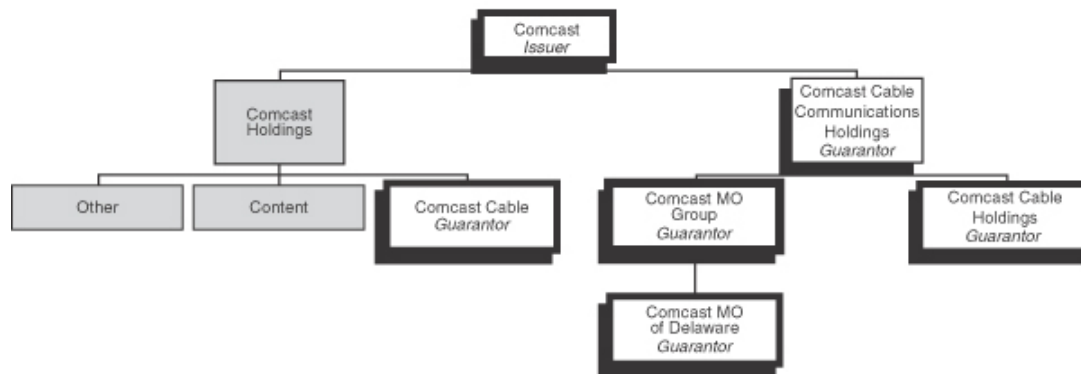 Comcast
Issuer
Comcast
Holdings
Comcast Cable
Communications
Holdings
Guarantor
Other
Content
Comcast Cable
Guarantor
Comcast MO
Group
Guarantor
Comcast Cable
Holdings
Guarantor
Comcast MO
of Delaware
Guarantor